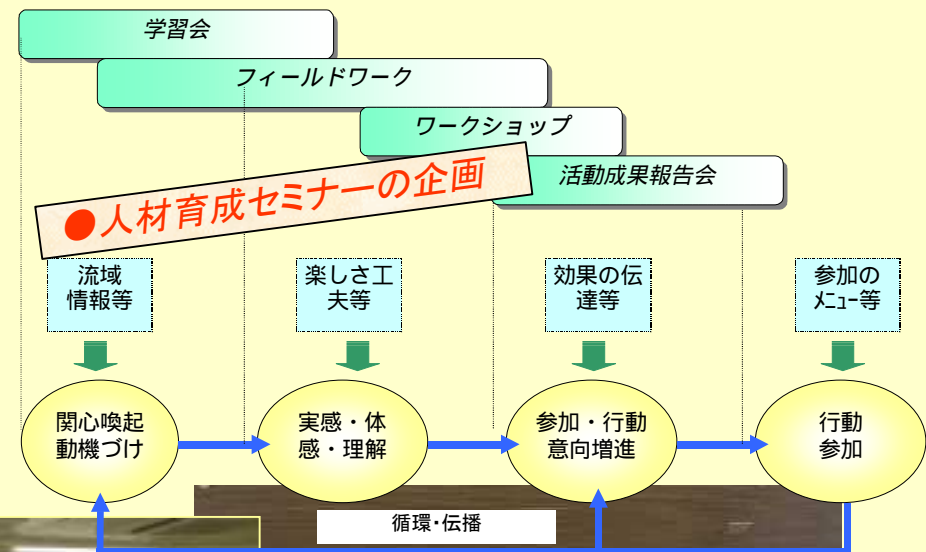 学習会
フィールドワーク
ワークショップ
活動成果報告会
●人材育成セミナーの企画
流域
情報等
楽しさ工
夫等
効果の伝
達等
参加の
ﾒﾆｭｰ等
関心喚起
動機づけ
実感・体
感・理解
参加・行動
意向増進
行動
参加
循環・伝播